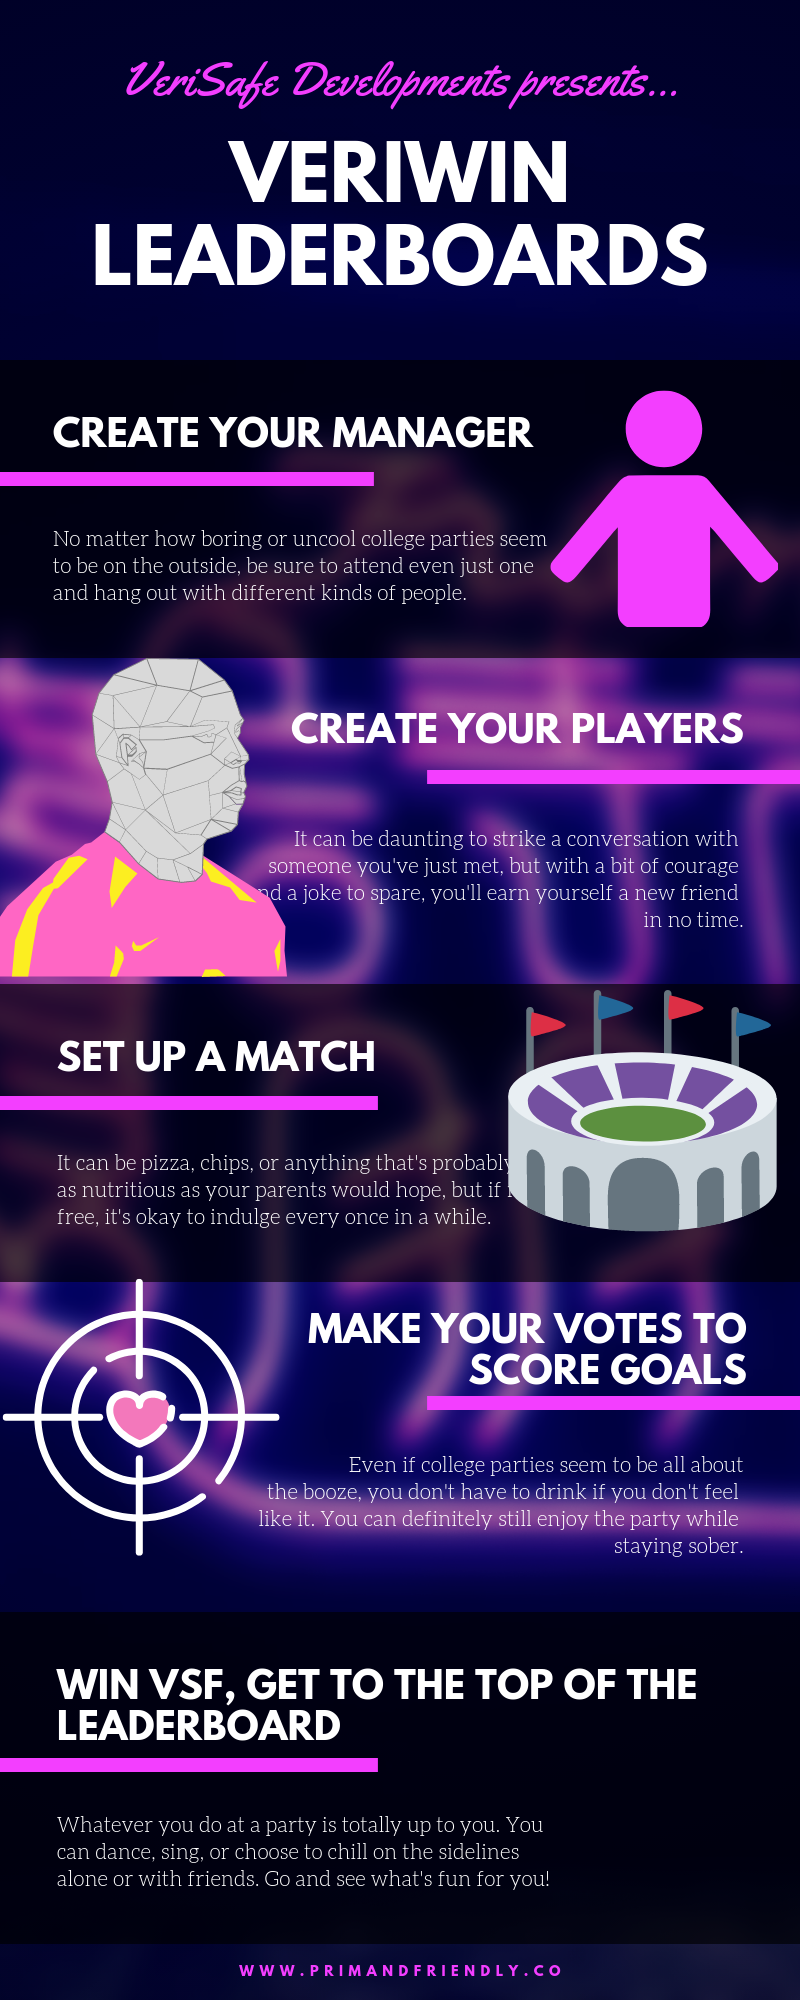 VeriSafe Developments presents...
VERIWIN
LEADERBOARDS
CREATE YOUR MANAGER
No matter how boring or uncool college parties seem
to be on the outside, be sure to attend even just one
and hang out with different kinds of people.
CREATE YOUR PLAYERS
It can be daunting to strike a conversation with
someone you've just met, but with a bit of courage
a joke to spare, you'll earn yourself a new friend
in no time.
SET UP A MATCH
It can be pizza, chips, or anything that's probably
as nutritious as your parents would hope, but if
free, it's okay to indulge every once in a while.
MAKE YOUR VOTES TO
SCORE GOALS
Even if college parties seem to be all about
the booze, you don't have to drink if you don't feel
like it. You can definitely still enjoy the party while
staying sober.
WIN VSF, GET TO THE TOP OF THE
LEADERBOARD
Whatever you do at a party is totally up to you. You
can dance, sing, or choose to chill on the sidelines
alone or with friends. Go and see what's fun for you!
WWW.PRIMANDFRIENDLY.CO